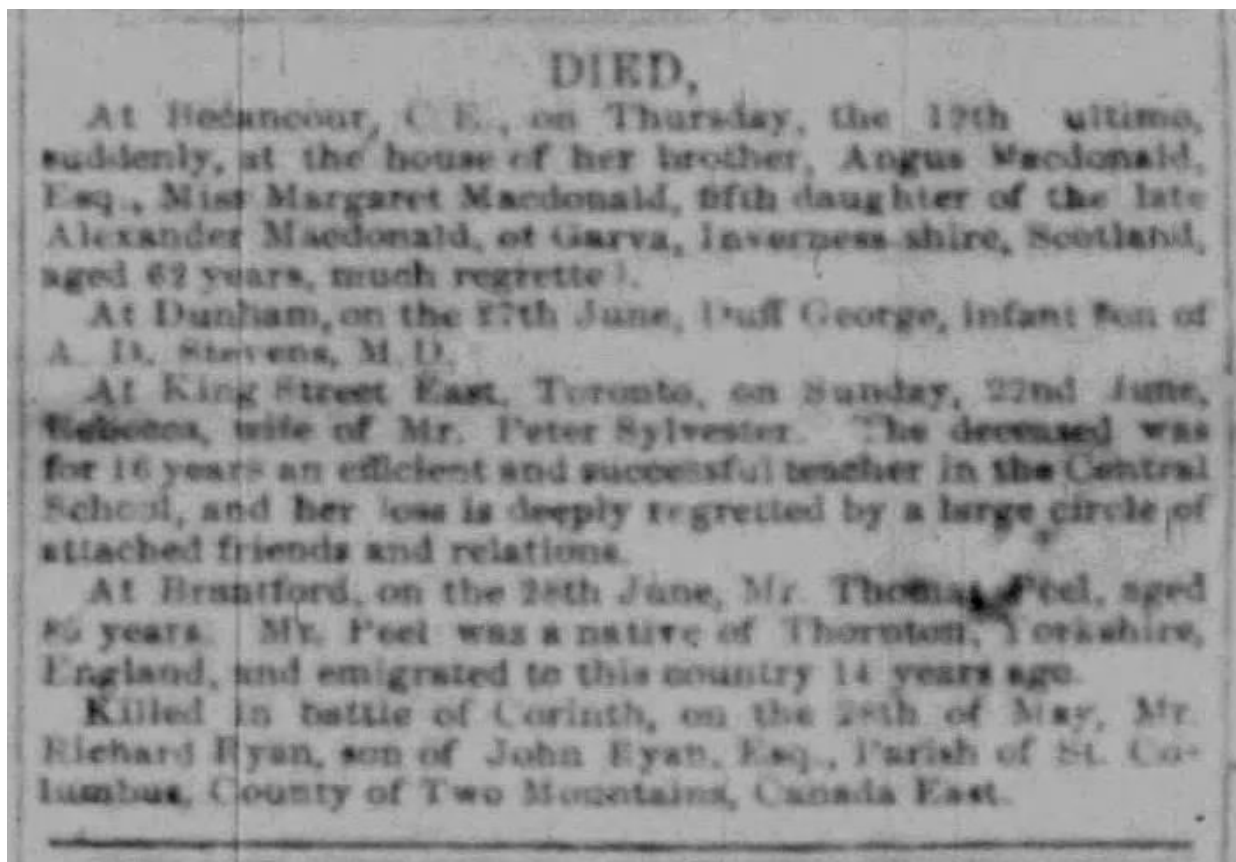 DIED,
At Becancour, C. E., on Thursday, the 19th ultimo,
suddenly, at the house of her brother, Angus Macdonald,
Esq., Miss Margaret Macdonald, fifth daughter of the late
Alexander Macdonald, of Garva, Inverness-shire, Scotland,
aged 62 years, much regretted.
At Dunham, on the 27th June, Duff George, infant son of
A. D. Stevens, M.D.
At King Street East, Toronto, on Sunday, 22nd June,
Rebecca, wife of Mr. Peter Sylvester. The deceased was
for 16 years an efficient and successful teacher in the Central
School, and her loss is deeply regretted by a large circle of
attached friends and relations.
At Brantford, on the 28th June, Mr. Thomas Peel, aged
years. Mr. Peel was a native of Thornton, Yorkshire,
England, and emigrated to this country 14 years ago.
Killed in battle of Corinth, on the 28th of May, Mr.
Richard Ryan, son of John Ryan, Esq., Parish of St. Co-
lumbus, County of Two Mountains, Canada East.